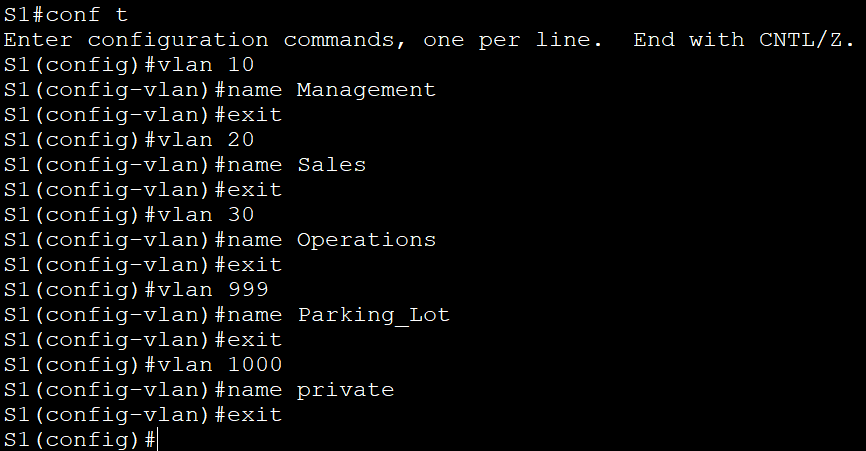 S1#conf t
Enter configuration commands, one per line.  End with CNTL/Z.
S1(config)#vlan 10
S1(config-vlan)#name Management
S1(config-vlan)#exit
S1(config)#vlan 20
S1(config-vlan)#name Sales
S1(config-vlan)#exit
S1(config)#vlan 30
S1(config-vlan)#name Operations
S1(config-vlan)#exit
S1(config)#vlan 999
S1(config-vlan)#name Parking_Lot
S1(config-vlan)#exit
S1(config)#vlan 1000
S1(config-vlan)#name private
S1(config-vlan)#exit
S1(config)#